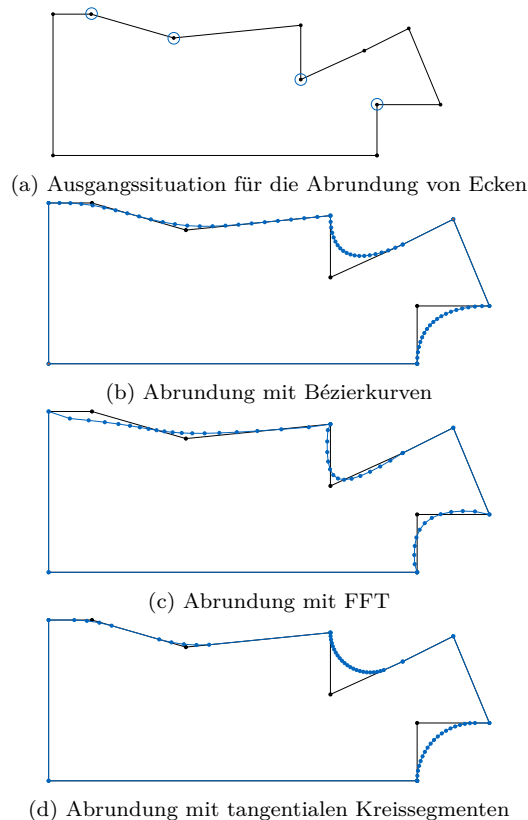 (a) Ausgangssituation für die Abrundung von Ecken
(b) Abrundung mit Bézierkurven
(c) Abrundung mit FFT
(d) Abrundung mit tangentialen Kreissegmenten